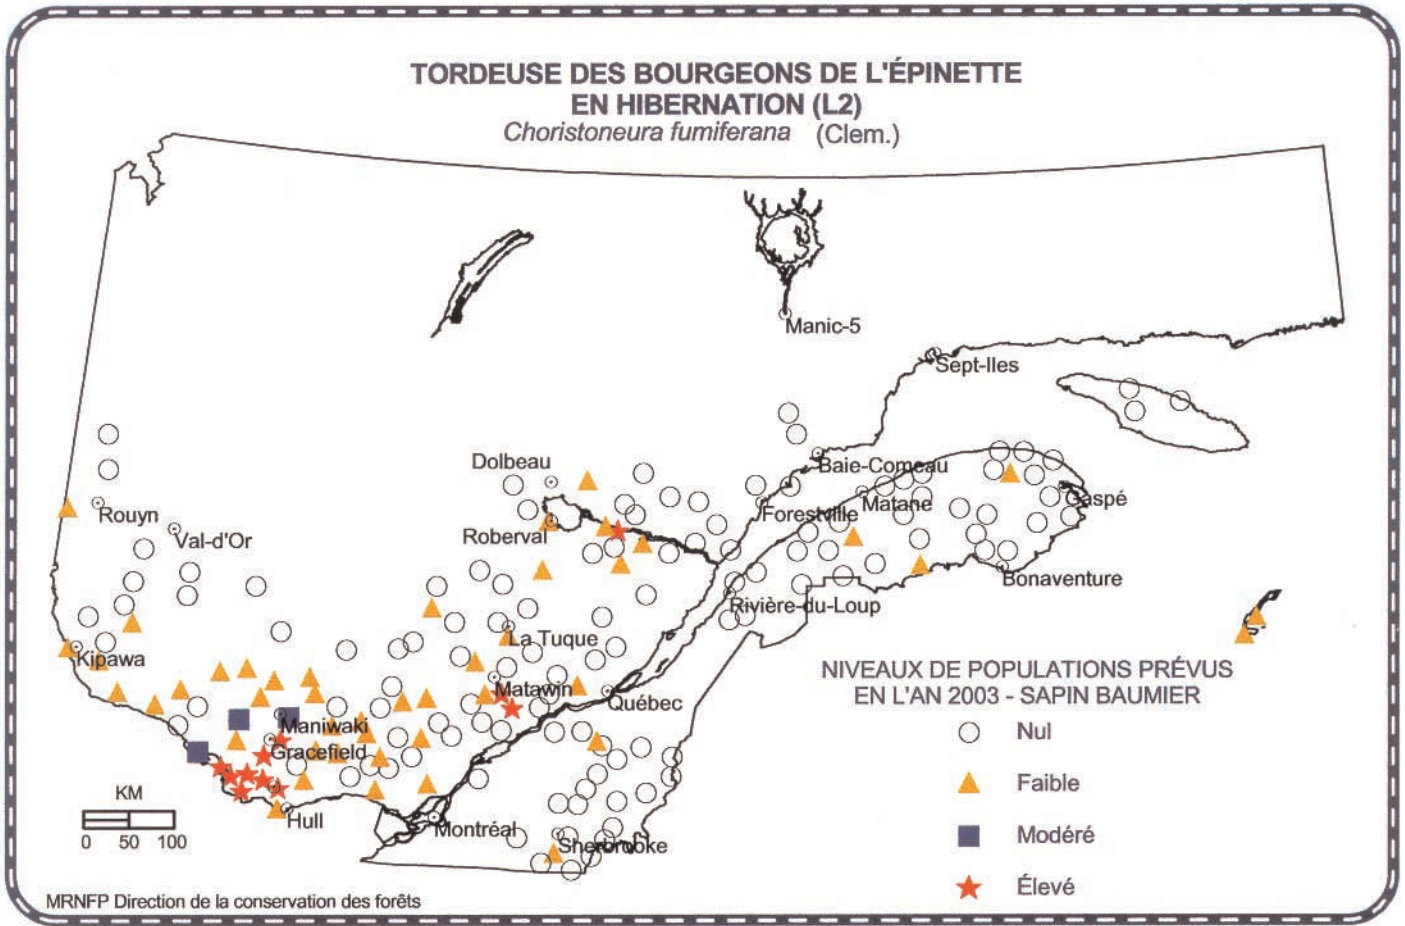 TORDEUSE DES BOURGEONS DE L'ÉPINETTE
EN HIBERNATION (L2)
Choristoneura fumiferana (Clem.)
Manic-5
Sept-Iles
Baie-Comeau
Dolbeau
Gaspé
Matane
Forestville
Rouyn
Roberval
Val-d'Or
Bonaventure
Rivière-du-Loup
La Tuque
Kipawa
NIVEAUX DE POPULATIONS PRÉVUS
EN L'AN 2003 - SAPIN BAUMIER
Matawin
Québec
Maniwaki
Nul
Gracefield
Faible
KM
0 50 100
Hull
Montréal
Modéré
Sherbrooke
Élevé
MRNFP Direction de la conservation des forêts